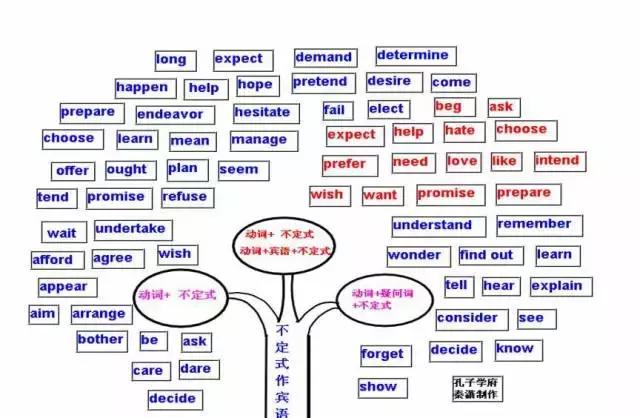 long expect demand determine
happen help hope pretend desire come
prepare endeavor hesitate fail elect beg ask
choose learn mean manage expect help hate choose
offer ought plan seem prefer need love like intend
tend promise refuse wish want promise prepare
wait undertake understand remember
afford agree wish wonder find out learn
appear tell hear explain
aim arrange consider see
bother be ask forget decide know
care dare show
decide
动词+ 不定式
动词+宾语+不定式
动词+ 不定式
动词+疑问词
+不定式
不定式作宾语
孔子学府
秦潇制作